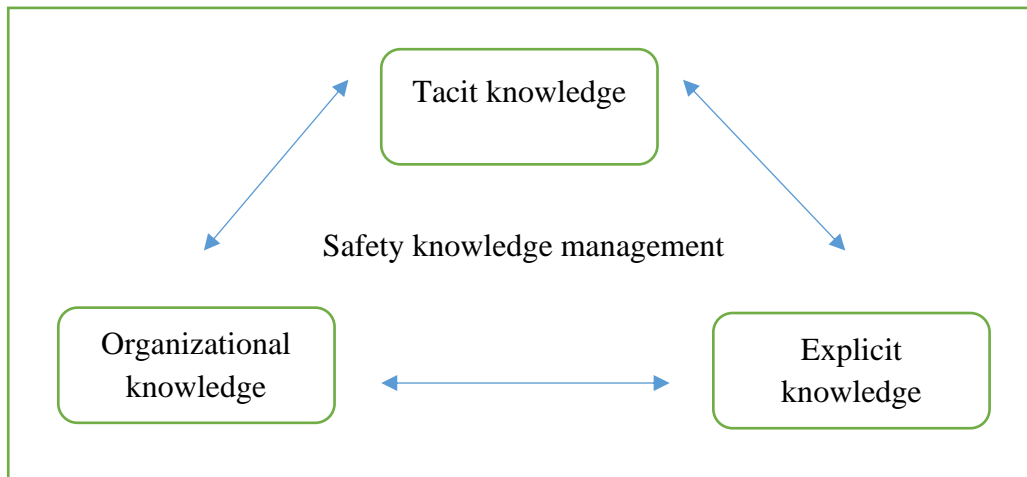 Tacit knowledge
Safety knowledge management
Organizational
knowledge
Explicit
knowledge